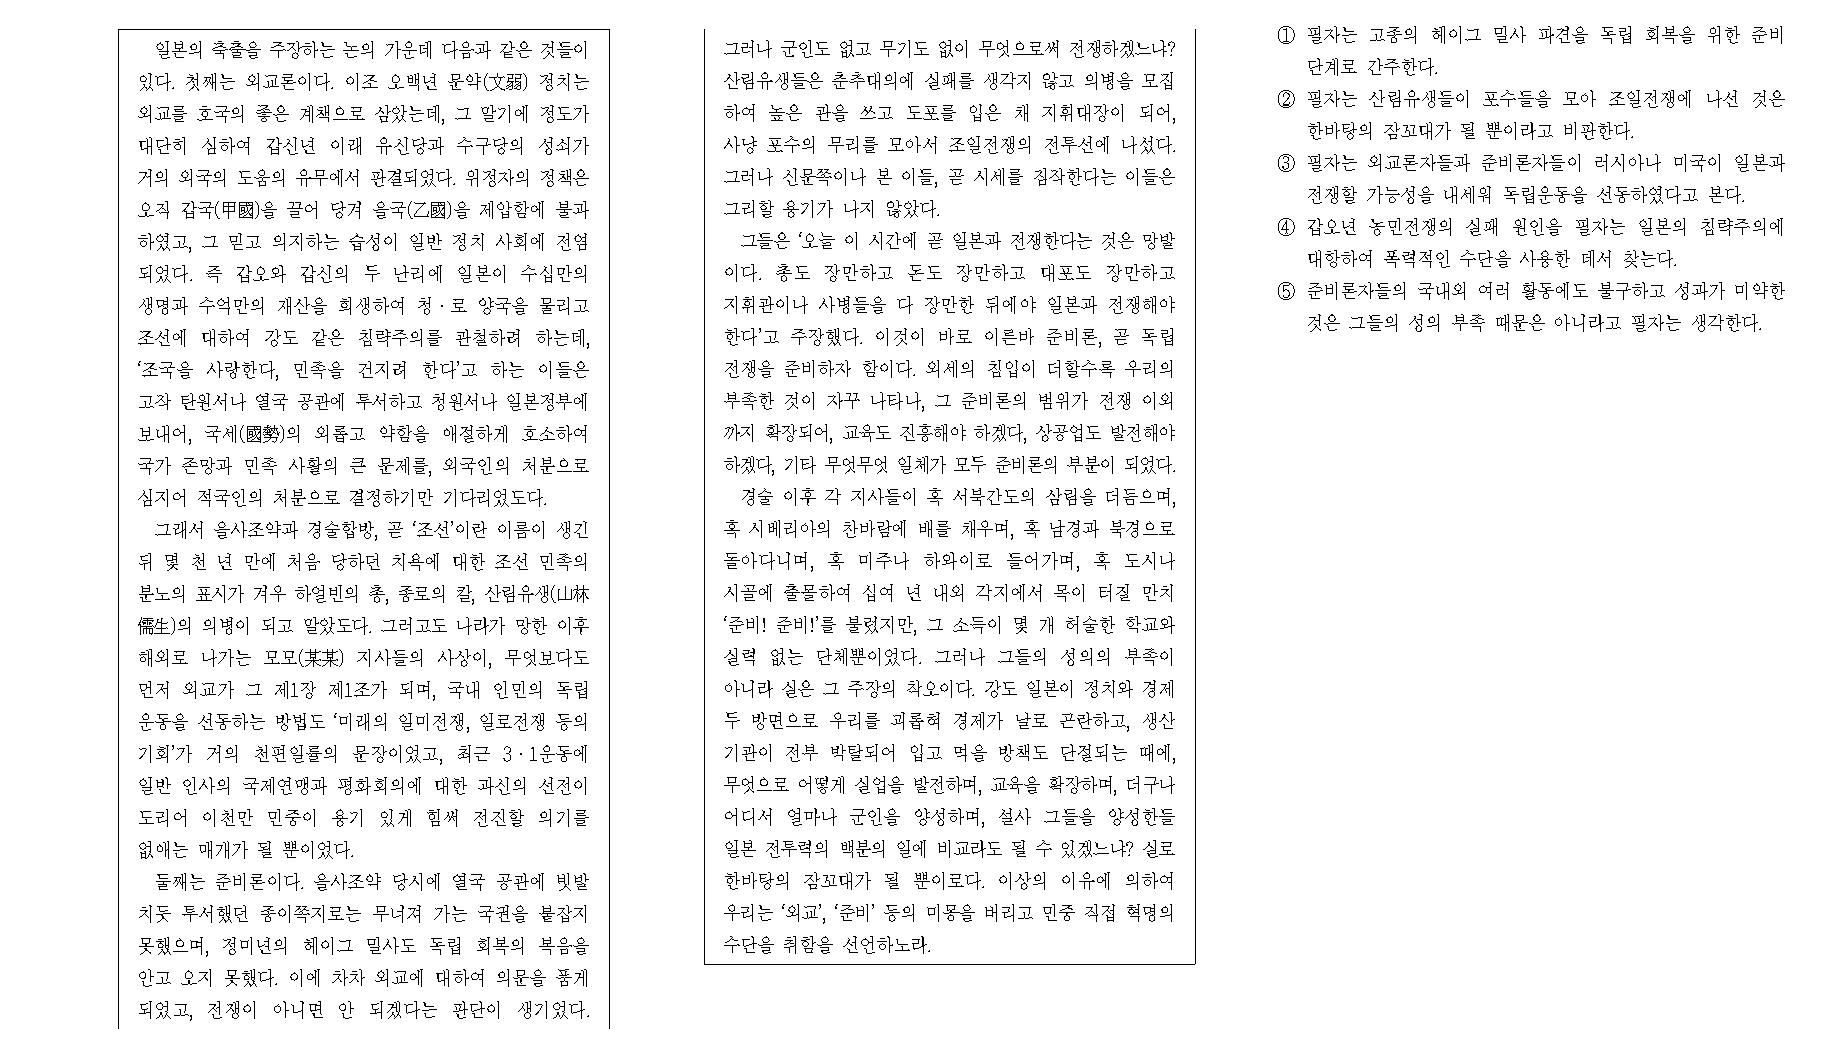 일본의 축출을 주장하는 논의 가운데 다음과 같은 것들이
있다. 첫째는 외교론이다. 이조 오백년 문약(文弱) 정치는
외교를 호국의 좋은 계책으로 삼았는데, 그 말기에 정도가
대단히 심하여 갑신년 이래 유신당과 수구당의 성쇠가
거의 외국의 도움의 유무에서 판결되었다. 위정자의 정책은
오직 갑국(甲國)을 끌어 당겨 을국(乙國)을 제압함에 불과
하였고, 그 믿고 의지하는 습성이 일반 정치 사회에 전염
되었다. 즉 갑오와 갑신의 두 난리에 일본이 수십만의
생명과 수억만의 재산을 희생하여 청·로 양국을 물리고
조선에 대하여 강도 같은 침략주의를 관철하려 하는데,
‘조국을 사랑한다, 민족을 건지려 한다’고 하는 이들은
고작 탄원서나 열국 공관에 투서하고 청원서나 일본정부에
보내어, 국세(國勢)의 외롭고 약함을 애절하게 호소하여
국가 존망과 민족 사활의 큰 문제를, 외국인의 처분으로
심지어 적국인의 처분으로 결정하기만 기다리었도다.
그래서 을사조약과 경술합방, 곧 ‘조선’이란 이름이 생긴
뒤 몇 천 년 만에 처음 당하던 치욕에 대한 조선 민족의
분노의 표시가 겨우 하얼빈의 총, 종로의 칼, 산림유생(山林
儒生)의 의병이 되고 말았도다. 그러고도 나라가 망한 이후
해외로 나가는 모모(某某) 지사들의 사상이, 무엇보다도
먼저 외교가 그 제1장 제1조가 되며, 국내 인민의 독립
운동을 선동하는 방법도 ‘미래의 일미전쟁, 일로전쟁 등의
기회’가 거의 천편일률의 문장이었고, 최근 3·1운동에
일반 인사의 국제연맹과 평화회의에 대한 과신의 선전이
도리어 이천만 민중이 용기 있게 힘써 전진할 의기를
없애는 매개가 될 뿐이었다.
둘째는 준비론이다. 을사조약 당시에 열국 공관에 빗발
치듯 투서했던 종이쪽지로는 무너져 가는 국권을 붙잡지
못했으며, 정미년의 헤이그 밀사도 독립 회복의 복음을
안고 오지 못했다. 이에 차차 외교에 대하여 의문을 품게
되었고, 전쟁이 아니면 안 되겠다는 판단이 생기었다.
그러나 군인도 없고 무기도 없이 무엇으로써 전쟁하겠느냐?
산림유생들은 춘추대의에 실패를 생각지 않고 의병을 모집
하여 높은 관을 쓰고 도포를 입은 채 지휘대장이 되어,
사냥 포수의 무리를 모아서 조일전쟁의 전투선에 나섰다.
그러나 신문쪽이나 본 이들, 곧 시세를 짐작한다는 이들은
그리할 용기가 나지 않았다.
그들은 ‘오늘 이 시간에 곧 일본과 전쟁한다는 것은 망발
이다. 총도 장만하고 돈도 장만하고 대포도 장만하고
지휘관이나 사병들을 다 장만한 뒤에야 일본과 전쟁해야
한다’고 주장했다. 이것이 바로 이른바 준비론, 곧 독립
전쟁을 준비하자 함이다. 외세의 침입이 더할수록 우리의
부족한 것이 자꾸 나타나, 그 준비론의 범위가 전쟁 이외
까지 확장되어, 교육도 진흥해야 하겠다, 상공업도 발전해야
하겠다, 기타 무엇무엇 일체가 모두 준비론의 부분이 되었다.
경술 이후 각 지사들이 혹 서북간도의 삼림을 더듬으며,
혹 시베리아의 찬바람에 배를 채우며, 혹 남경과 북경으로
돌아다니며, 혹 미주나 하와이로 들어가며, 혹 도시나
시골에 출몰하여 십여 년 내외 각지에서 목이 터질 만치
‘준비! 준비!’를 불렀지만, 그 소득이 몇 개 허술한 학교와
실력 없는 단체뿐이었다. 그러나 그들의 성의의 부족이
아니라 실은 그 주장의 착오이다. 강도 일본이 정치와 경제
두 방면으로 우리를 괴롭혀 경제가 날로 곤란하고, 생산
기관이 전부 박탈되어 입고 먹을 방책도 단절되는 때에,
무엇으로 어떻게 실업을 발전하며, 교육을 확장하며, 더구나
어디서 얼마나 군인을 양성하며, 설사 그들을 양성한들
일본 전투력의 백분의 일에 비교라도 될 수 있겠느냐? 실로
한바탕의 잠꼬대가 될 뿐이로다. 이상의 이유에 의하여
우리는 ‘외교’, ‘준비’ 등의 미몽을 버리고 민중 직접 혁명의
수단을 취함을 선언하노라.
① 필자는 고종의 헤이그 밀사 파견을 독립 회복을 위한 준비
단계로 간주한다.
② 필자는 산림유생들이 포수들을 모아 조일전쟁에 나선 것은
한바탕의 잠꼬대가 될 뿐이라고 비판한다.
③ 필자는 외교론자들과 준비론자들이 러시아나 미국이 일본과
전쟁할 가능성을 내세워 독립운동을 선동하였다고 본다.
④ 갑오년 농민전쟁의 실패 원인을 필자는 일본의 침략주의에
대항하여 폭력적인 수단을 사용한 데서 찾는다.
⑤ 준비론자들의 국내외 여러 활동에도 불구하고 성과가 미약한
것은 그들의 성의 부족 때문은 아니라고 필자는 생각한다.